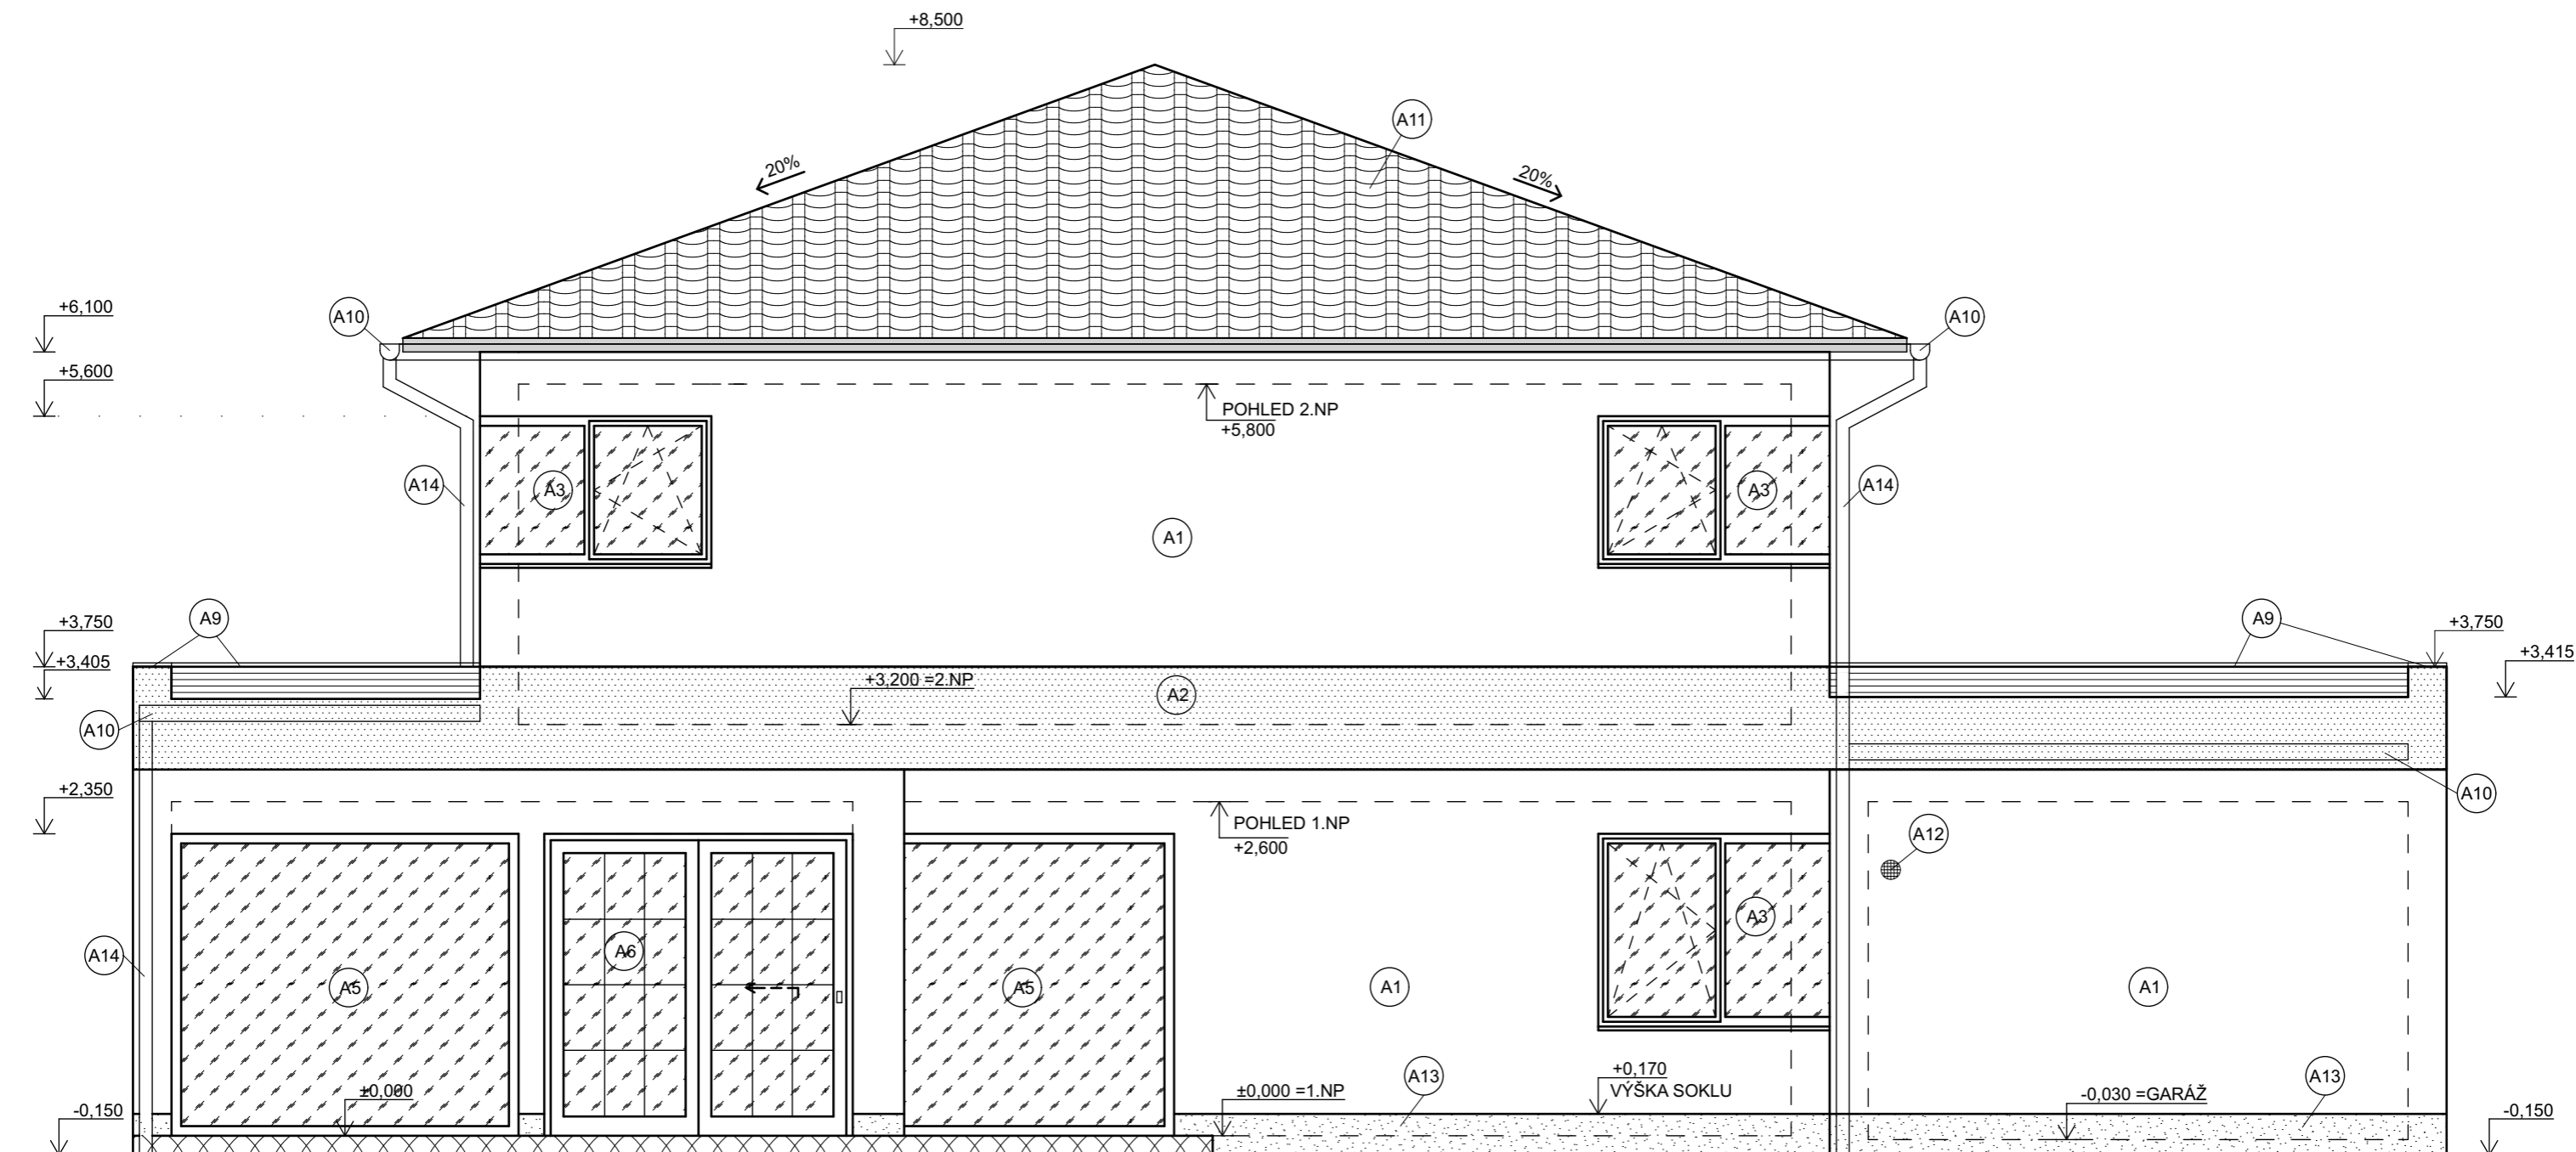 +8,500
A11
20%
20%
+6,100
A10
A10
+5,600
POHLED 2.NP
+5,800
A14
A3
A3
A14
A1
A9
A9
+3,750
+3,750
+3,405
+3,415
+3,200 =2.NP
A2
A10
+2,350
A10
POHLED 1.NP
+2,600
A12
A3
A14
A6
A5
A5
A1
A1
+0,170
VÝŠKA SOKLU
A13
A13
±0,000
±0,000 =1.NP
-0,030 =GARÁŽ
-0,150
-0,150